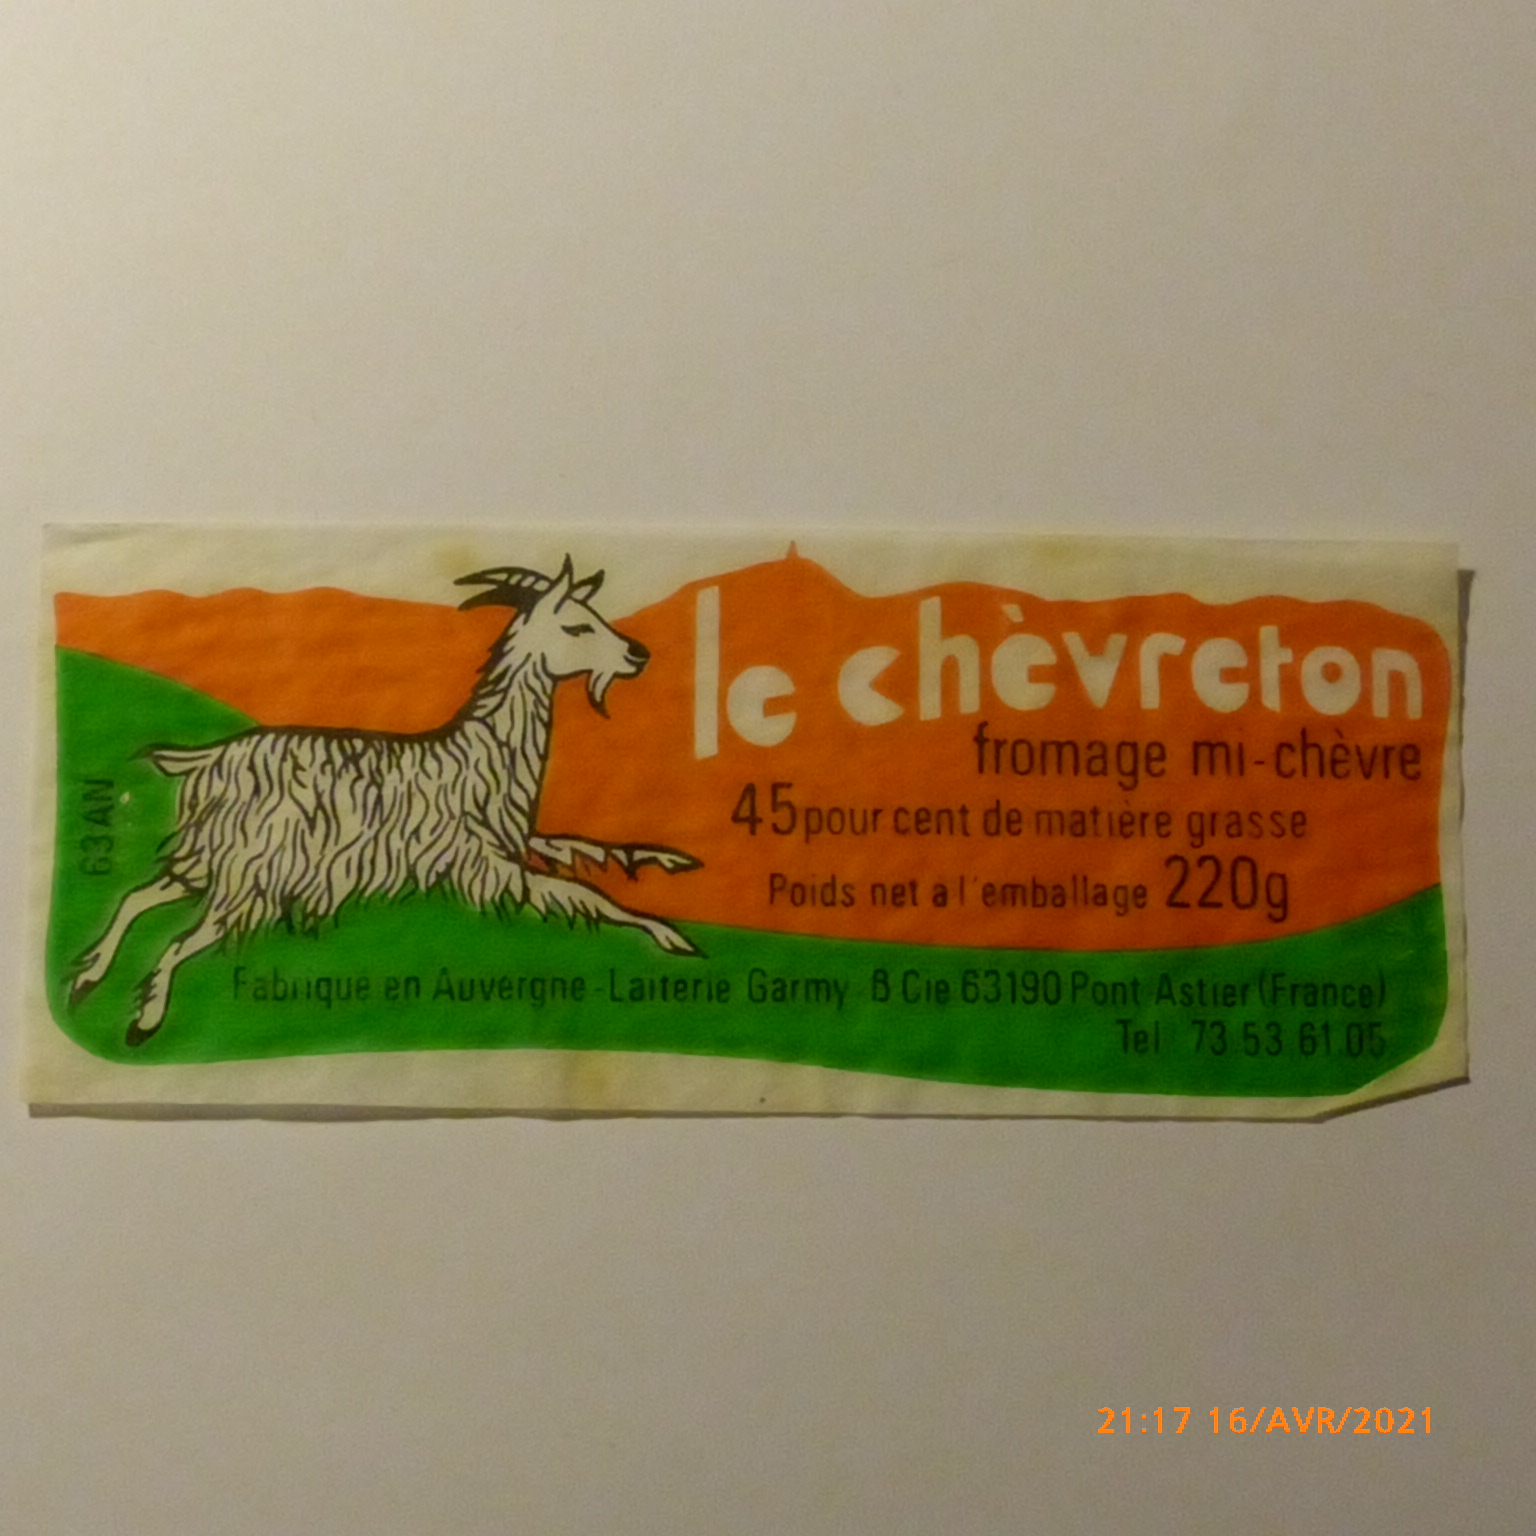 le chèvreton
fromage mi-chèvre
45 pour cent de matière grasse
Poids net à l'emballage 220g
63 AN
Fabrique en Auvergne - Laiterie Garmy B Cie 63190 Pont Astier (France)
Tel 73 53 61.05
21:17 16/AVR/2021